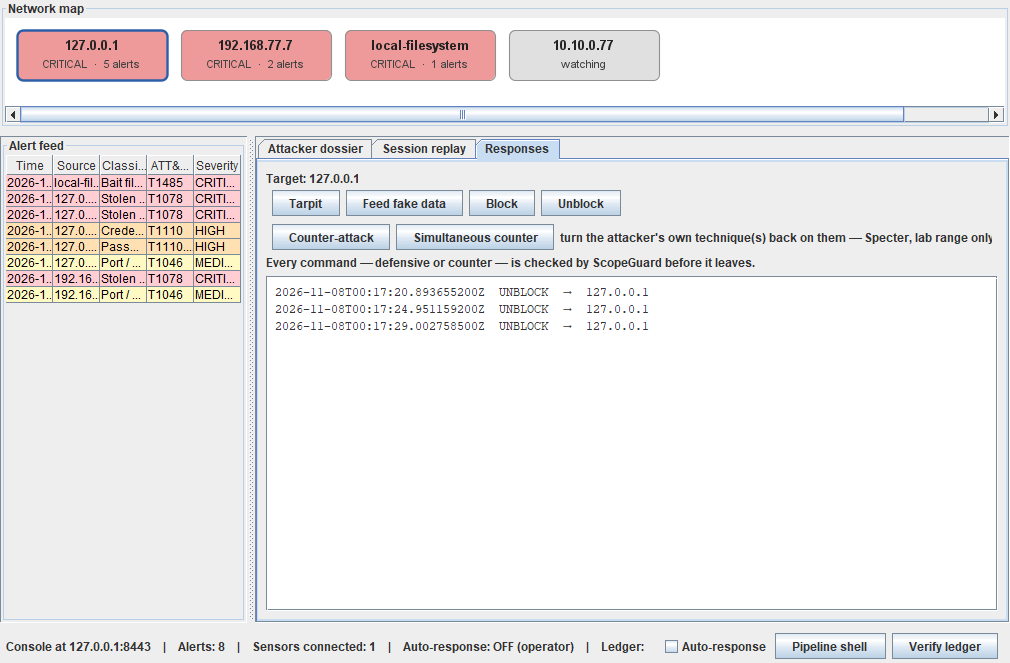 Network map
127.0.0.1
CRITICAL · 5 alerts
192.168.77.7
CRITICAL · 2 alerts
local-filesystem
CRITICAL · 1 alerts
10.10.0.77
watching
Alert feed
Time Source Classi... ATT&... Severity
2026-1... local-fil... Bait fil... T1485 CRITI...
2026-1... 127.0.... Stolen ... T1078 CRITI...
2026-1... 127.0.... Stolen ... T1078 CRITI...
2026-1... 127.0.... Crede... T1110 HIGH
2026-1... 127.0.... Pass... T1110... HIGH
2026-1... 127.0.... Port / ... T1046 MEDI...
2026-1... 192.16... Stolen ... T1078 CRITI...
2026-1... 192.16... Port / ... T1046 MEDI...
Attacker dossier Session replay Responses
Target: 127.0.0.1
Tarpit Feed fake data Block Unblock
Counter-attack Simultaneous counter turn the attacker's own technique(s) back on them — Specter, lab range only
Every command — defensive or counter — is checked by ScopeGuard before it leaves.
2026-11-08T00:17:20.893655200Z UNBLOCK → 127.0.0.1
2026-11-08T00:17:24.951159200Z UNBLOCK → 127.0.0.1
2026-11-08T00:17:29.002758500Z UNBLOCK → 127.0.0.1
Console at 127.0.0.1:8443 | Alerts: 8 | Sensors connected: 1 | Auto-response: OFF (operator) | Ledger: Auto-response Pipeline shell Verify ledger